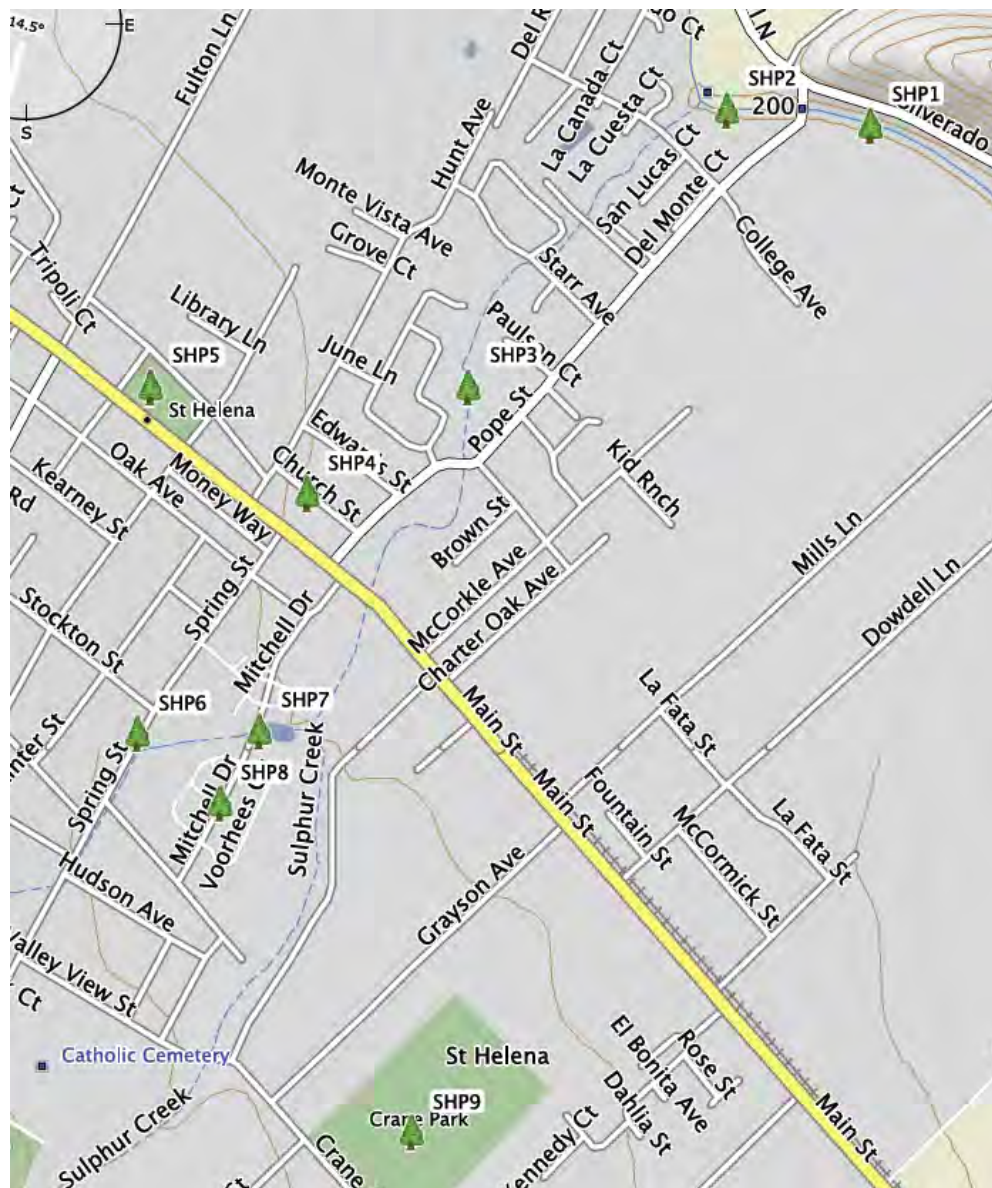 14.5°
E
S
Fulton Ln
Del R
do Ct
l N
SHP2
200
SHP1
Silverado
La Canada Ct
La Cuesta Ct
Hunt Ave
San Lucas Ct
Del Monte Ct
Monte Vista Ave
Grove Ct
College Ave
Starr Ave
Ct
Tripoli Ct
Library Ln
June Ln
Paulson Ct
SHP3
SHP5
St Helena
Pope St
Edwards St
SHP4
Church St
Oak Ave
Money Way
Kearney St
Rd
Kid Rnch
Brown St
McCorkle Ave
Charter Oak Ave
Mills Ln
Dowdell Ln
Spring St
Stockton St
Mitchell Dr
La Fata St
SHP6
SHP7
Main St
nter St
Spring St
SHP8
Mitchell Dr
Voorhees C
Sulphur Creek
Main St
Fountain St
McCormick St
La Fata St
Hudson Ave
Grayson Ave
Valley View St
Ct
Catholic Cemetery
St Helena
El Bonita Ave
Rose St
Sulphur Creek
SHP9
Crane Park
Crane
Dahlia St
Kennedy Ct
Main St
Ct